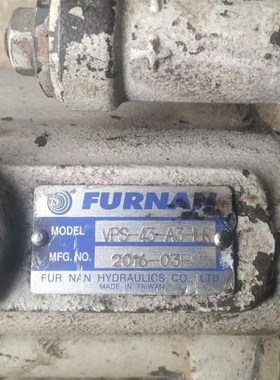 FURNAN
MODEL VPS-43-A3-
MFG. NO. 2016-03
FUR NAN HYDRAULICS CO., LTD
MADE IN TAIWAN